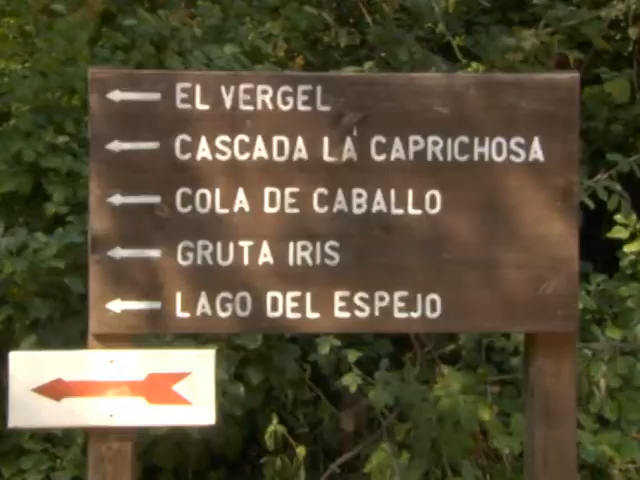 EL VERGEL
CASCADA LA CAPRICHOSA
COLA DE CABALLO
GRUTA IRIS
LAGO DEL ESPEJO